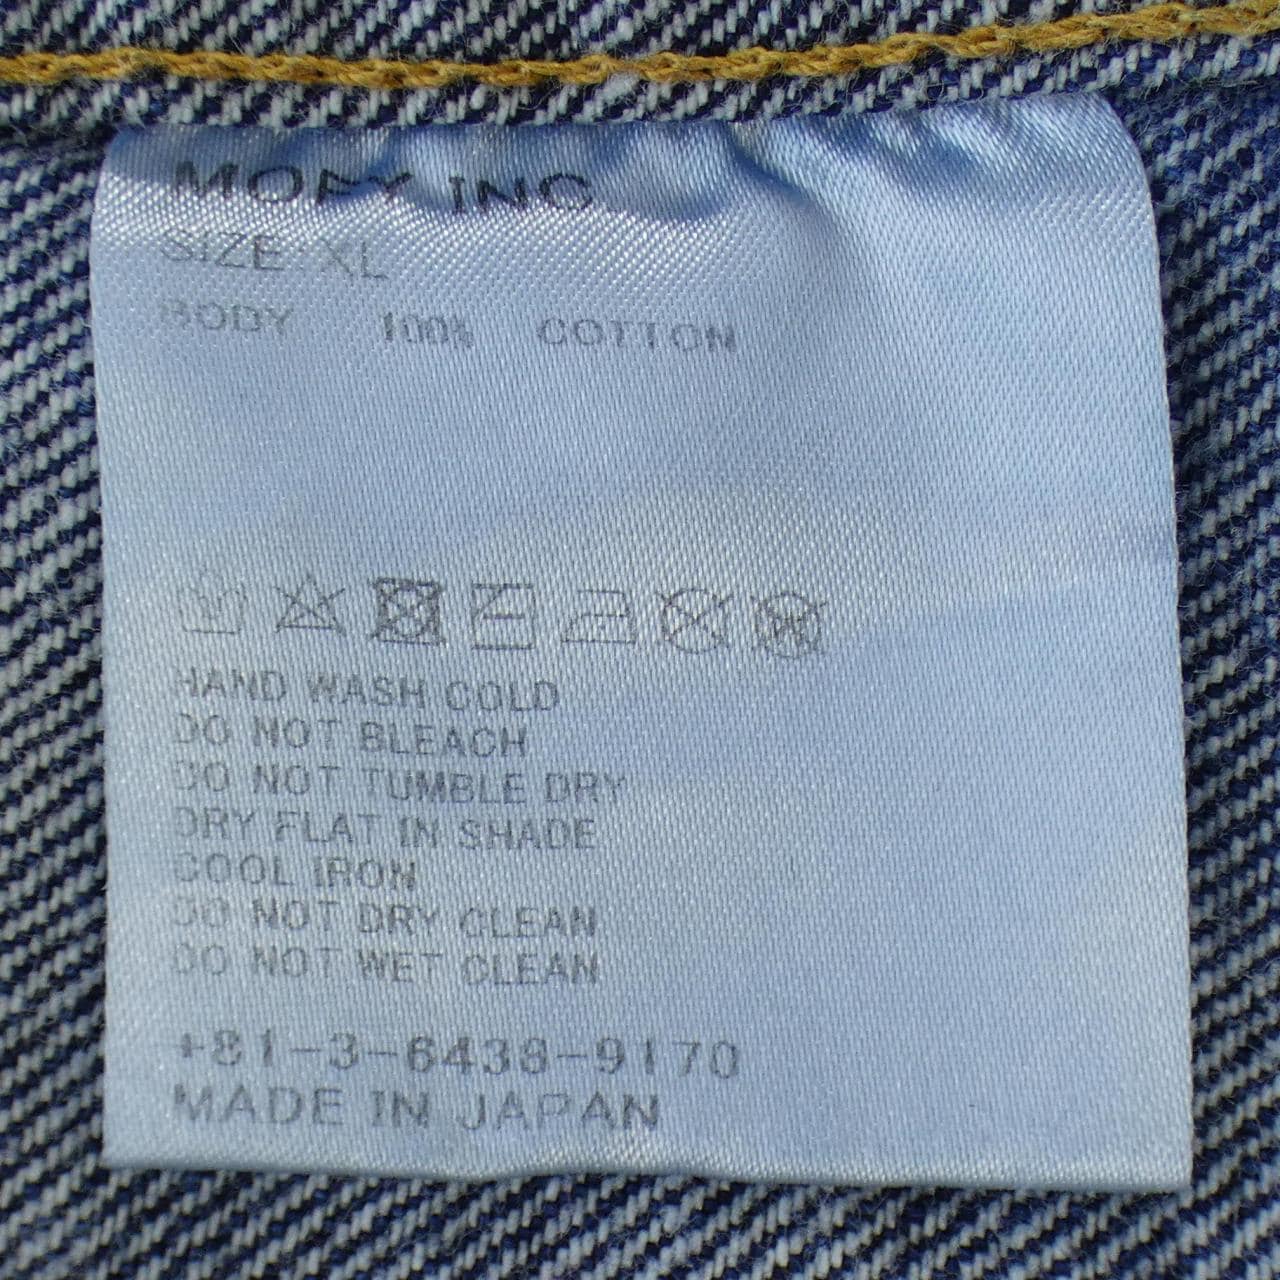 MOFY INC
SIZE:XL
BODY 100% COTTON
HAND WASH COLD
DO NOT BLEACH
DO NOT TUMBLE DRY
DRY FLAT IN SHADE
COOL IRON
DO NOT DRY CLEAN
DO NOT WET CLEAN
+81-3-6438-9170
MADE IN JAPAN